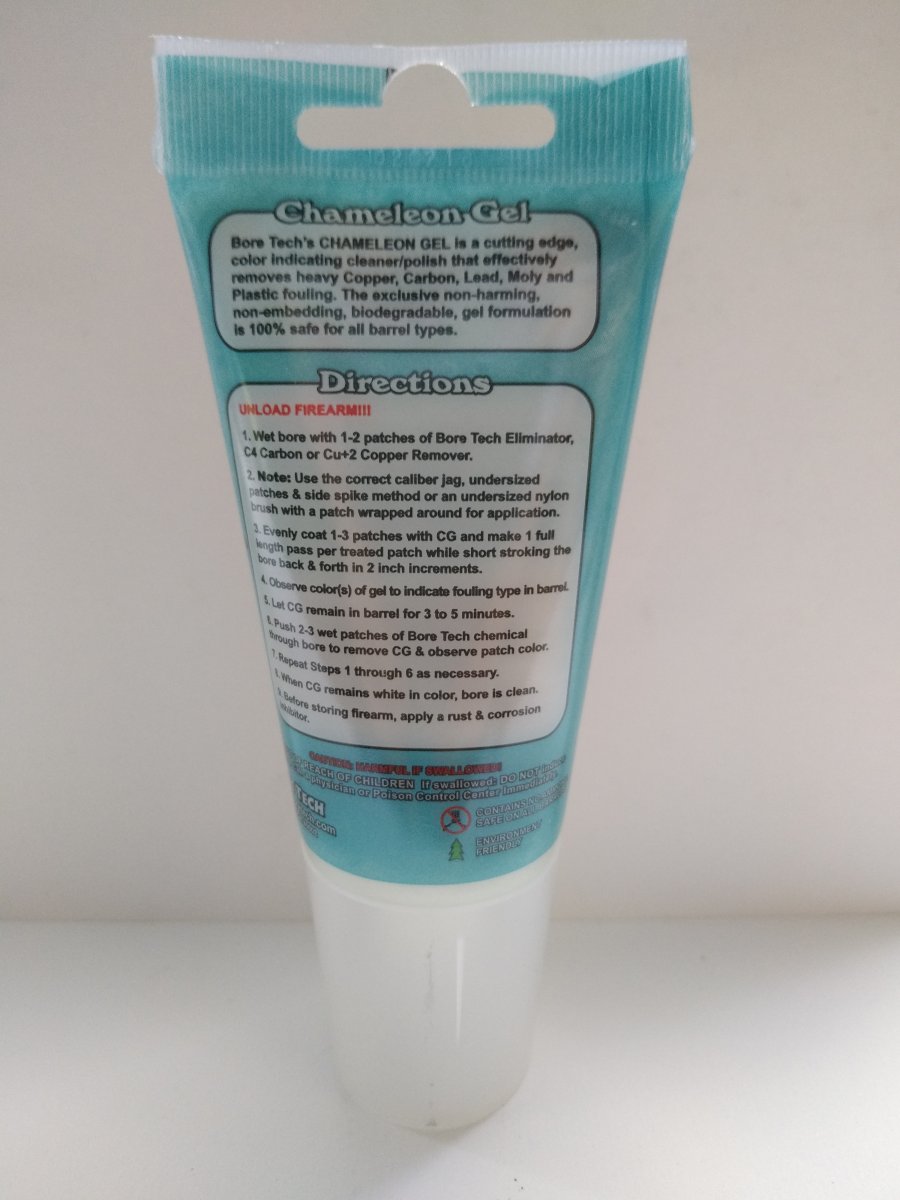 Chameleon Gel
Bore Tech's CHAMELEON GEL is a cutting edge,
color indicating cleaner/polish that effectively
removes heavy Copper, Carbon, Lead, Moly and
Plastic fouling. The exclusive non-harming,
non-embedding, biodegradable, gel formulation
is 100% safe for all barrel types.
Directions
UNLOAD FIREARM!!!
1. Wet bore with 1-2 patches of Bore Tech Eliminator,
C4 Carbon or Cu+2 Copper Remover.
2. Note: Use the correct caliber jag, undersized
patches & side spike method or an undersized nylon
brush with a patch wrapped around for application.
3. Evenly coat 1-3 patches with CG and make 1 full
length pass per treated patch while short stroking the
bore back & forth in 2 inch increments.
4. Observe color(s) of gel to indicate fouling type in barrel.
5. Let CG remain in barrel for 3 to 5 minutes.
6. Push 2-3 wet patches of Bore Tech chemical
through bore to remove CG & observe patch color.
7. Repeat Steps 1 through 6 as necessary.
8. When CG remains white in color, bore is clean.
9. Before storing firearm, apply a rust & corrosion
inhibitor.
CAUTION: HARMFUL IF SWALLOWED!
REACH OF CHILDREN If swallowed: DO NOT
physician or Poison Control Center Immediately
TECH
.com
CONTAINS
SAFE ON ALL
ENVIRONMENT
FRIENDLY